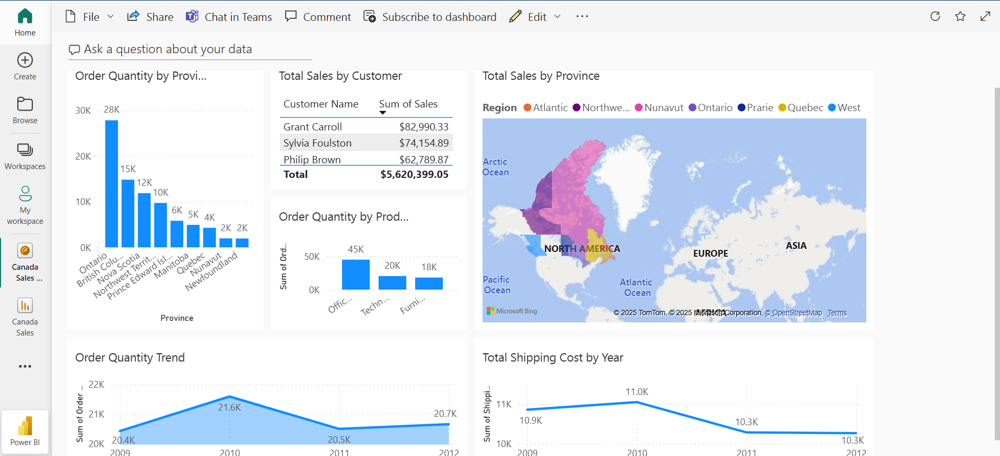 Home
Create
Browse
Workspaces
My
workspace
Canada
Sales ...
Canada
Sales
Power BI
File
Share
Chat in Teams
Comment
Subscribe to dashboard
Edit
Ask a question about your data
Order Quantity by Provi...
30K
20K
10K
0K
28K
15K
12K
10K
6K
5K
4K
2K
2K
Ontario
British Colu...
Nova Scotia
Northwest Territ...
Prince Edward Isl...
Manitoba
Quebec
Nunavut
Newfoundland
Province
Total Sales by Customer
Customer Name Sum of Sales
Grant Carroll $82,990.33
Sylvia Foulston $74,154.89
Philip Brown $62,789.87
Total $5,620,399.05
Order Quantity by Prod...
Sum of Ord...
50K
0K
45K
20K
18K
Offic...
Techn...
Furni...
Total Sales by Province
Region Atlantic Northwe... Nunavut Ontario Prarie Quebec West
Arctic
Ocean
NORTH AMERICA
EUROPE
ASIA
Pacific
Ocean
Atlantic
Ocean
AFRICA
Microsoft Bing
© 2025 TomTom, © 2025 Microsoft Corporation, © OpenStreetMap Terms
Order Quantity Trend
Sum of Order ...
22K
21K
20K
20.4K
21.6K
20.5K
20.7K
2009 2010 2011 2012
Total Shipping Cost by Year
Sum of Shippi...
11K
10K
10.9K
11.0K
10.3K
10.3K
2009 2010 2011 2012